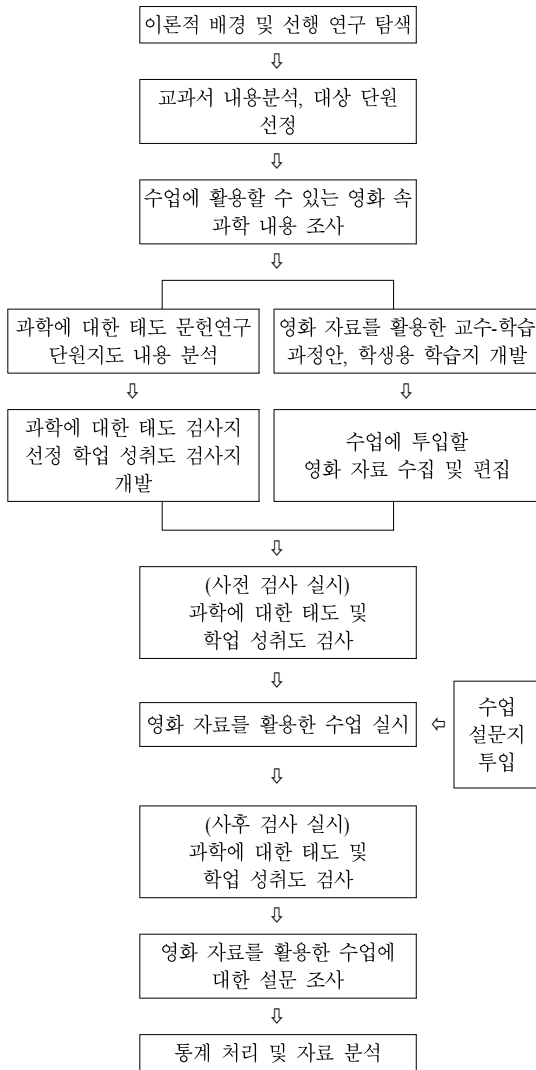 이론적 배경 및 선행 연구 탐색
⇩
교과서 내용분석, 대상 단원
선정
⇩
수업에 활용할 수 있는 영화 속
과학 내용 조사
⇩
과학에 대한 태도 문헌연구
단원지도 내용 분석
⇩
과학에 대한 태도 검사지
선정 학업 성취도 검사지
개발
영화 자료를 활용한 교수-학습
과정안, 학생용 학습지 개발
⇩
수업에 투입할
영화 자료 수집 및 편집
⇩
(사전 검사 실시)
과학에 대한 태도 및
학업 성취도 검사
⇩
영화 자료를 활용한 수업 실시
⇦
수업
설문지
투입
⇩
(사후 검사 실시)
과학에 대한 태도 및
학업 성취도 검사
⇩
영화 자료를 활용한 수업에
대한 설문 조사
⇩
통계 처리 및 자료 분석